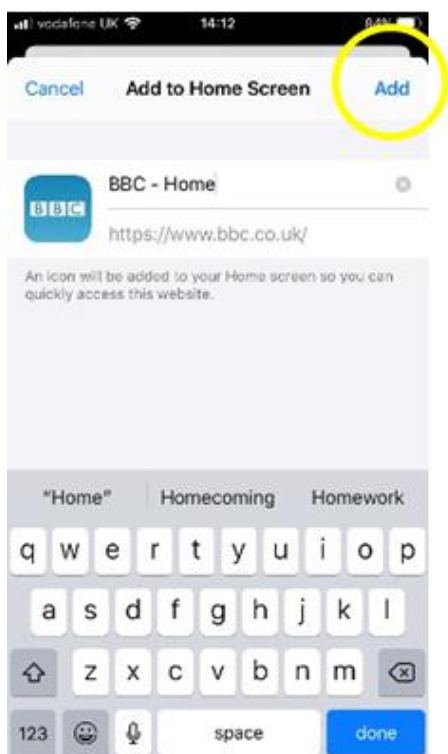 vodafone UK 14:12 84%
Cancel Add to Home Screen Add
BBC - Home
BBC
https://www.bbc.co.uk/
An icon will be added to your Home screen so you can
quickly access this website.
"Home" Homecoming Homework
q w e r t y u i o p
a s d f g h j k l
z x c v b n m
123 space done